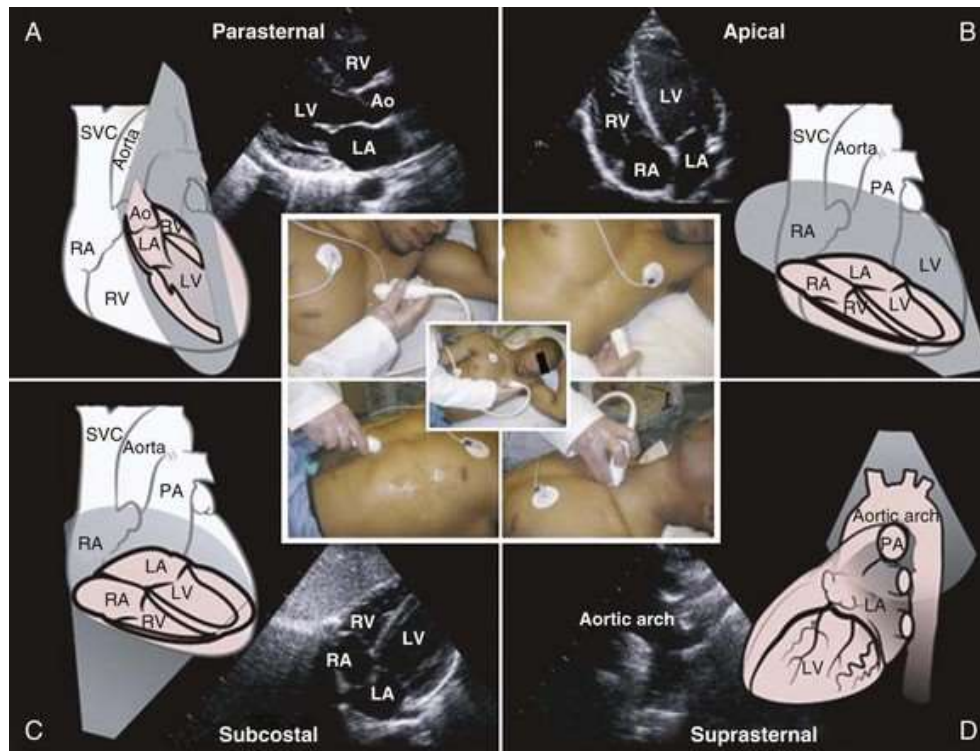 A
Parasternal
SVC
Aorta
Ao
RV
LA
LV
RA
RV
RV
Ao
LV
LA
Apical
B
LV
RV
RA
LA
SVC
Aorta
PA
RA
LV
LA
RA
RV
LV
SVC
Aorta
PA
RA
LA
LV
RA
RV
RV
LV
RA
LA
C
Subcostal
Aortic arch
Aortic arch
PA
LA
LV
Suprasternal
D